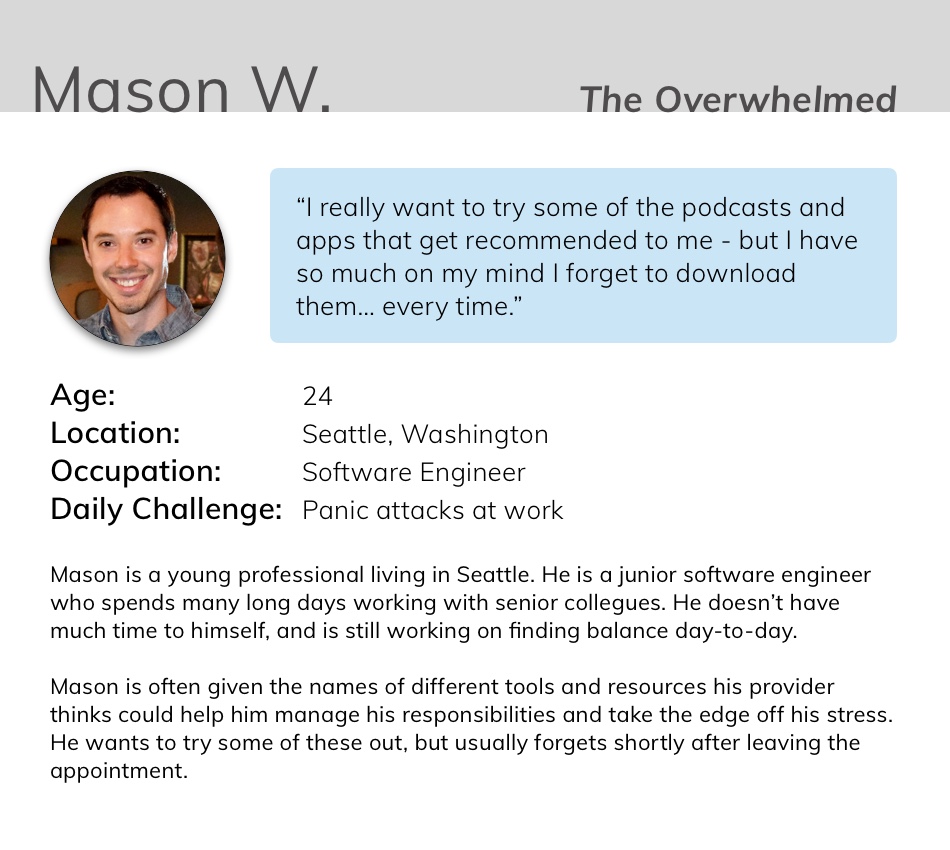 Mason W.
The Overwhelmed
“I really want to try some of the podcasts and
apps that get recommended to me - but I have
so much on my mind I forget to download
them... every time.”
Age: 24
Location: Seattle, Washington
Occupation: Software Engineer
Daily Challenge: Panic attacks at work
Mason is a young professional living in Seattle. He is a junior software engineer
who spends many long days working with senior collegues. He doesn’t have
much time to himself, and is still working on finding balance day-to-day.
Mason is often given the names of different tools and resources his provider
thinks could help him manage his responsibilities and take the edge off his stress.
He wants to try some of these out, but usually forgets shortly after leaving the
appointment.